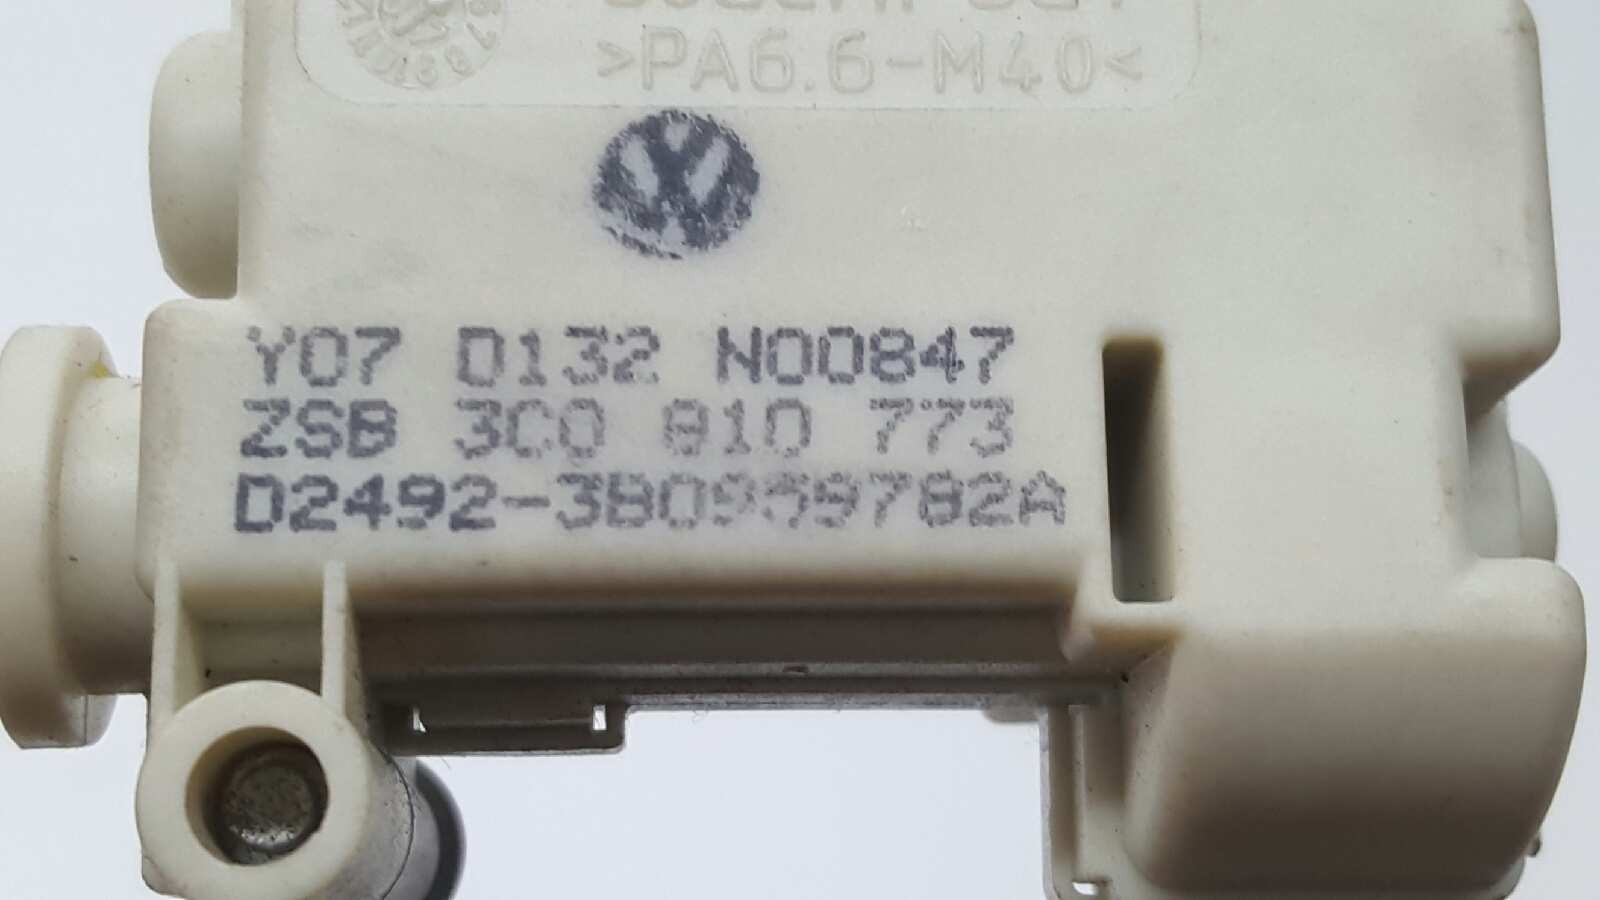 >PA6.6-M40<
Y07 D132 N00847
ZSB 3C0 810 773
D2492-3B0959782A